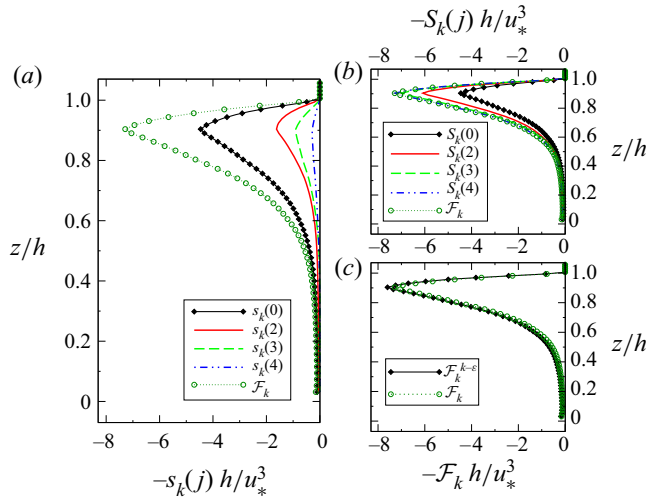 −S_k(j) h/u_*^3
−8 −6 −4 −2 0
(a)
1.0
0.8
0.6
z/h
0.4
0.2
0
s_k(0)
s_k(2)
s_k(3)
s_k(4)
F_k
−8 −6 −4 −2 0
−s_k(j) h/u_*^3
(b)
S_k(0)
S_k(2)
S_k(3)
S_k(4)
F_k
1.0
0.8
z/h
0.6
0.4
0.2
0
(c)
F_k^{k−ε}
F_k
1.0
0.8
z/h
0.6
0.4
0.2
0
−8 −6 −4 −2 0
−F_k h/u_*^3